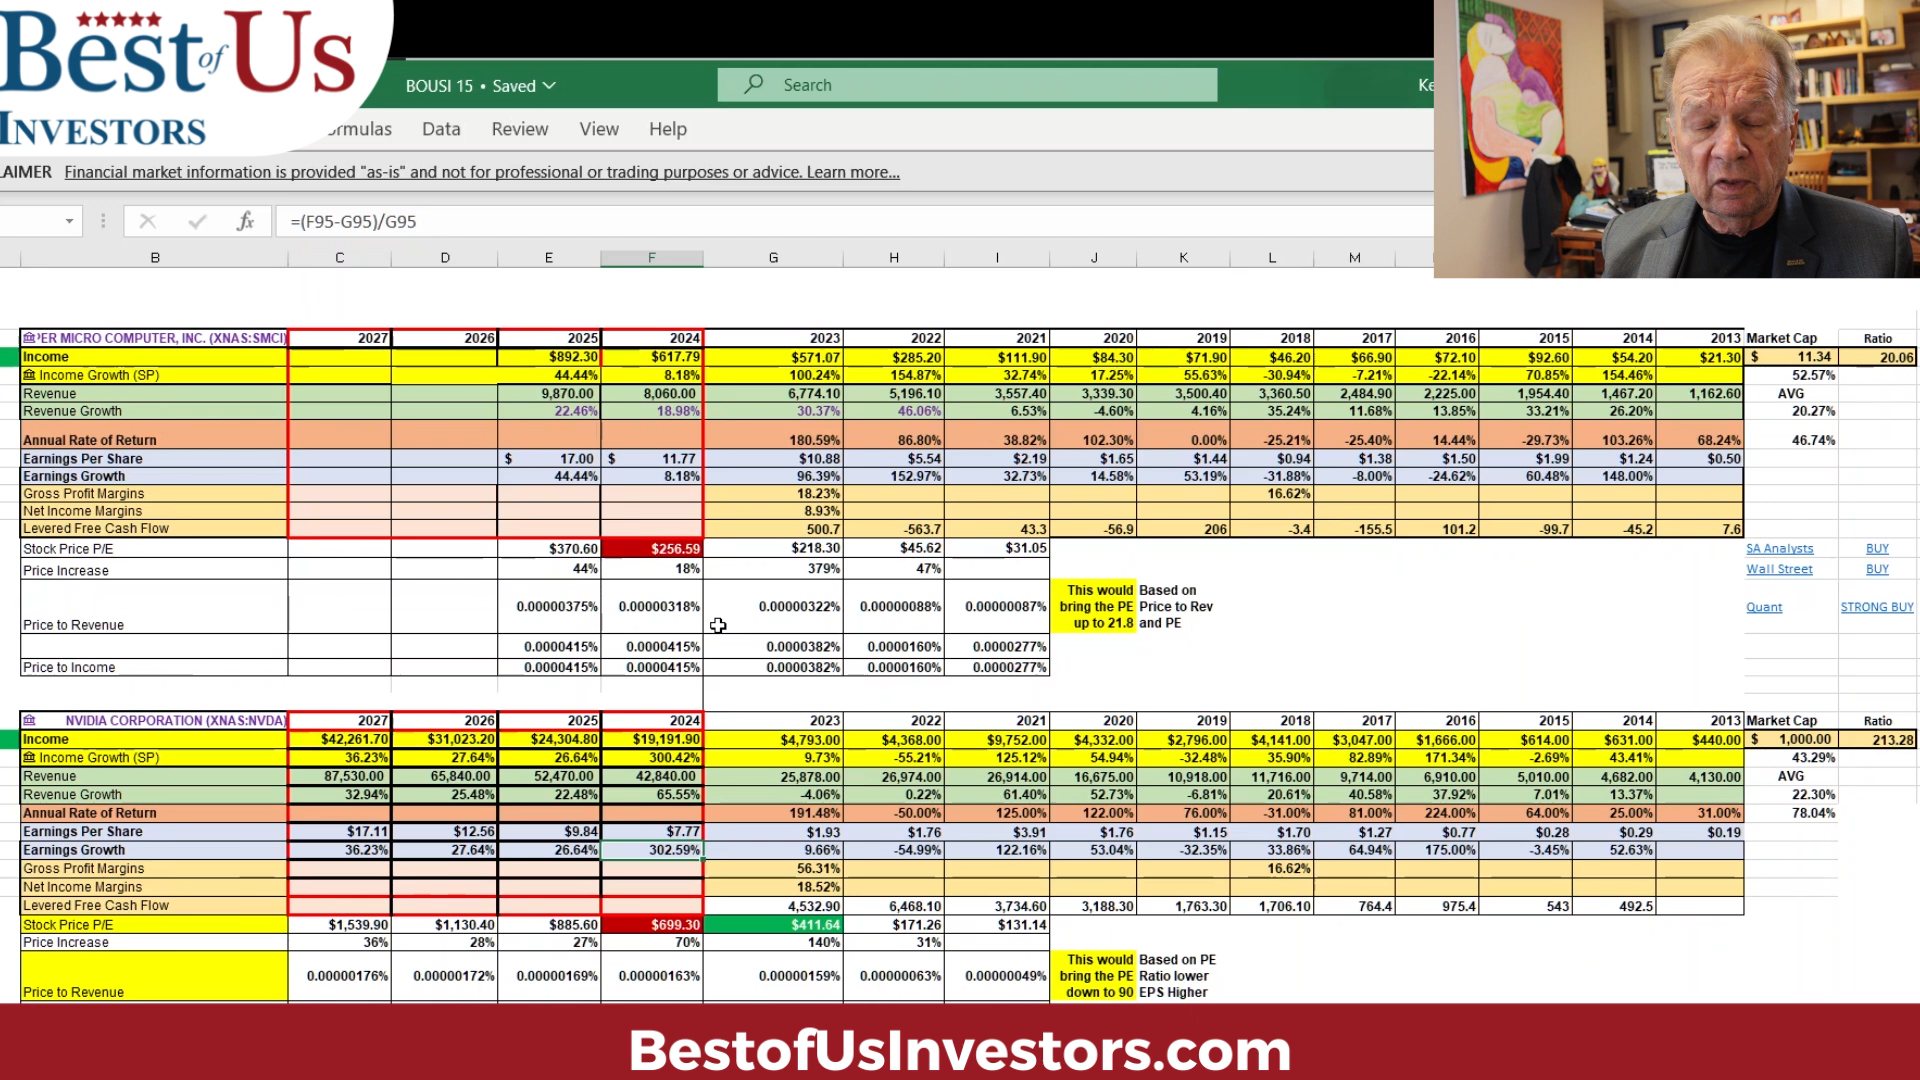 Best of Us
INVESTORS
BOUSI 15 • Saved
Search
Ke
ormulas Data Review View Help
LAIMER Financial market information is provided "as-is" and not for professional or trading purposes or advice. Learn more...
fx =(F95-G95)/G95
B C D E F G H I J K L M
PER MICRO COMPUTER, INC. (XNAS:SMCI) 2027 2026 2025 2024 2023 2022 2021 2020 2019 2018 2017 2016 2015 2014 2013 Market Cap Ratio
Income $892.30 $617.79 $571.07 $285.20 $111.90 $84.30 $71.90 $46.20 $66.90 $72.10 $92.60 $54.20 $21.30 $ 11.34 20.06
Income Growth (SP) 44.44% 8.18% 100.24% 154.87% 32.74% 17.25% 55.63% -30.94% -7.21% -22.14% 70.85% 154.46% 52.57%
Revenue 9,870.00 8,060.00 6,774.10 5,196.10 3,557.40 3,339.30 3,500.40 3,360.50 2,484.90 2,225.00 1,954.40 1,467.20 1,162.60 AVG
Revenue Growth 22.46% 18.98% 30.37% 46.06% 6.53% -4.60% 4.16% 35.24% 11.68% 13.85% 33.21% 26.20% 20.27%
Annual Rate of Return 180.59% 86.80% 38.82% 102.30% 0.00% -25.21% -25.40% 14.44% -29.73% 103.26% 68.24% 46.74%
Earnings Per Share $ 17.00 $ 11.77 $10.88 $5.54 $2.19 $1.65 $1.44 $0.94 $1.38 $1.50 $1.99 $1.24 $0.50
Earnings Growth 44.44% 8.18% 96.39% 152.97% 32.73% 14.58% 53.19% -31.88% -8.00% -24.62% 60.48% 148.00%
Gross Profit Margins 18.23% 16.62%
Net Income Margins 8.93%
Levered Free Cash Flow 500.7 -563.7 43.3 -56.9 206 -3.4 -155.5 101.2 -99.7 -45.2 7.6
Stock Price P/E $370.60 $256.59 $218.30 $45.62 $31.05 SA Analysts BUY
Price Increase 44% 18% 379% 47% Wall Street BUY
This would Based on
0.00000375% 0.00000318% 0.00000322% 0.00000088% 0.00000087% bring the PE Price to Rev Quant STRONG BUY
Price to Revenue up to 21.8 and PE
0.0000415% 0.0000415% 0.0000382% 0.0000160% 0.0000277%
Price to Income 0.0000415% 0.0000415% 0.0000382% 0.0000160% 0.0000277%
NVIDIA CORPORATION (XNAS:NVDA) 2027 2026 2025 2024 2023 2022 2021 2020 2019 2018 2017 2016 2015 2014 2013 Market Cap Ratio
Income $42,261.70 $31,023.20 $24,304.80 $19,191.90 $4,793.00 $4,368.00 $9,752.00 $4,332.00 $2,796.00 $4,141.00 $3,047.00 $1,666.00 $614.00 $631.00 $440.00 $ 1,000.00 213.28
Income Growth (SP) 36.23% 27.64% 26.64% 300.42% 9.73% -55.21% 125.12% 54.94% -32.48% 35.90% 82.89% 171.34% -2.69% 43.41% 43.29%
Revenue 87,530.00 65,840.00 52,470.00 42,840.00 25,878.00 26,974.00 26,914.00 16,675.00 10,918.00 11,716.00 9,714.00 6,910.00 5,010.00 4,682.00 4,130.00 AVG
Revenue Growth 32.94% 25.48% 22.48% 65.55% -4.06% 0.22% 61.40% 52.73% -6.81% 20.61% 40.58% 37.92% 7.01% 13.37% 22.30%
Annual Rate of Return 191.48% -50.00% 125.00% 122.00% 76.00% -31.00% 81.00% 224.00% 64.00% 25.00% 31.00% 78.04%
Earnings Per Share $17.11 $12.56 $9.84 $7.77 $1.93 $1.76 $3.91 $1.76 $1.15 $1.70 $1.27 $0.77 $0.28 $0.29 $0.19
Earnings Growth 36.23% 27.64% 26.64% 302.59% 9.66% -54.99% 122.16% 53.04% -32.35% 33.86% 64.94% 175.00% -3.45% 52.63%
Gross Profit Margins 56.31% 16.62%
Net Income Margins 18.52%
Levered Free Cash Flow 4,532.90 6,468.10 3,734.60 3,188.30 1,763.30 1,706.10 764.4 975.4 543 492.5
Stock Price P/E $1,539.90 $1,130.40 $885.60 $699.30 $411.64 $171.26 $131.14
Price Increase 36% 28% 27% 70% 140% 31%
This would Based on PE
0.00000176% 0.00000172% 0.00000169% 0.00000163% 0.00000159% 0.00000063% 0.00000049% bring the PE Ratio lower
Price to Revenue down to 90 EPS Higher
BestofUsInvestors.com